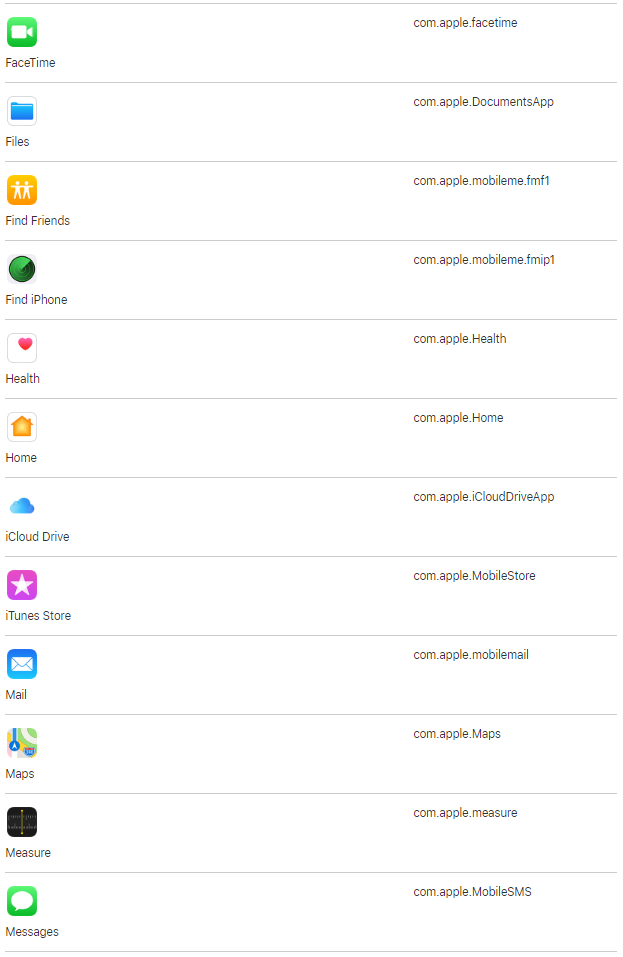 com.apple.facetime
FaceTime
com.apple.DocumentsApp
Files
com.apple.mobileme.fmf1
Find Friends
com.apple.mobileme.fmip1
Find iPhone
com.apple.Health
Health
com.apple.Home
Home
com.apple.iCloudDriveApp
iCloud Drive
com.apple.MobileStore
iTunes Store
com.apple.mobilemail
Mail
com.apple.Maps
Maps
com.apple.measure
Measure
com.apple.MobileSMS
Messages